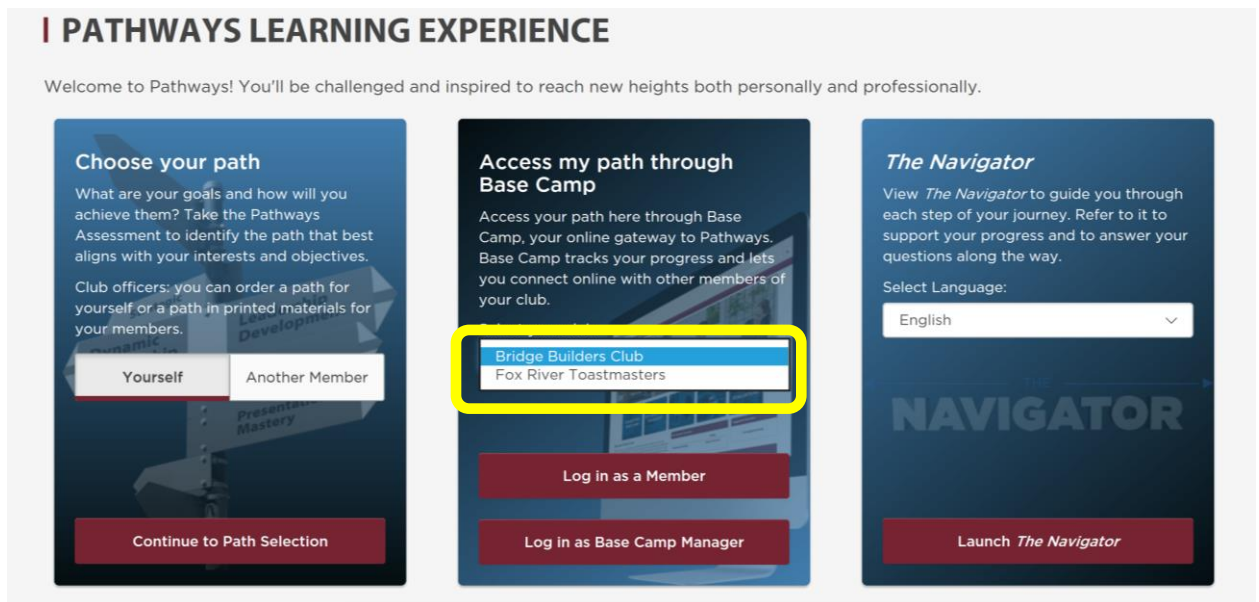 PATHWAYS LEARNING EXPERIENCE
Welcome to Pathways! You'll be challenged and inspired to reach new heights both personally and professionally.
Choose your path
What are your goals and how will you
achieve them? Take the Pathways
Assessment to identify the path that best
aligns with your interests and objectives.
Club officers: you can order a path for
yourself or a path in printed materials for
your members.
Leadership
Development
Dynamic
Yourself
Another Member
Presentation
Mastery
Continue to Path Selection
Access my path through
Base Camp
Access your path here through Base
Camp, your online gateway to Pathways.
Base Camp tracks your progress and lets
you connect online with other members of
your club.
Bridge Builders Club
Fox River Toastmasters
Log in as a Member
Log in as Base Camp Manager
The Navigator
View The Navigator to guide you through
each step of your journey. Refer to it to
support your progress and to answer your
questions along the way.
Select Language:
English
THE
NAVIGATOR
Launch The Navigator